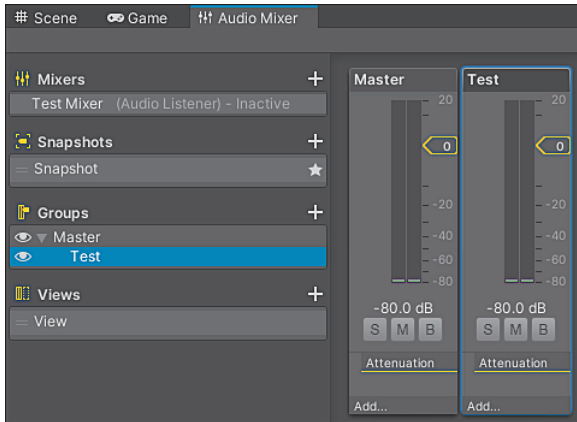 Scene Game Audio Mixer
Mixers +
Test Mixer (Audio Listener) - Inactive
Snapshots +
Snapshot
Groups +
Master
Test
Views +
View
Master
20
0
-20
-40
-60
-80
-80.0 dB
S M B
Attenuation
Add...
Test
20
0
-20
-40
-60
-80
-80.0 dB
S M B
Attenuation
Add...